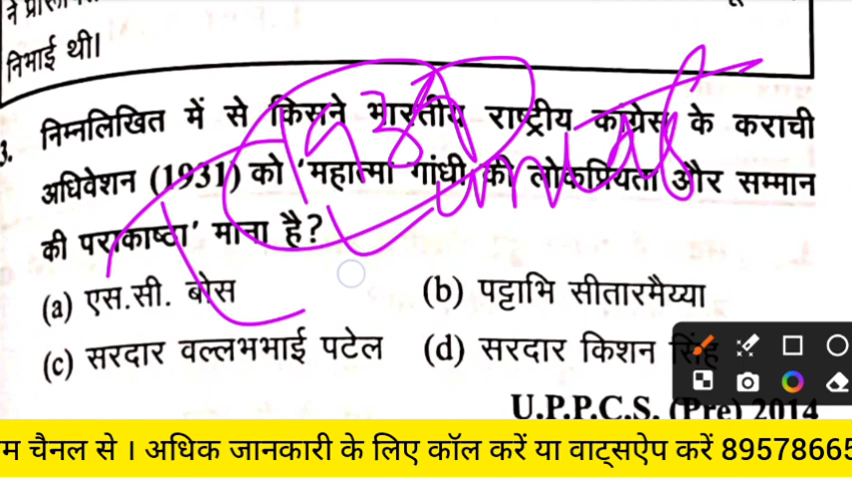 निभाई थी।
3. निम्नलिखित में से किसने भारतीय राष्ट्रीय कांग्रेस के कराची
अधिवेशन (1931) को 'महात्मा गांधी की लोकप्रियता और सम्मान
की पराकाष्ठा' माना है?
(a) एस.सी. बोस (b) पट्टाभि सीतारमैय्या
(c) सरदार वल्लभभाई पटेल (d) सरदार किशन सिंह
U.P.P.C.S. (Pre) 2014
म चैनल से । अधिक जानकारी के लिए कॉल करें या वाट्सऐप करें 89578665